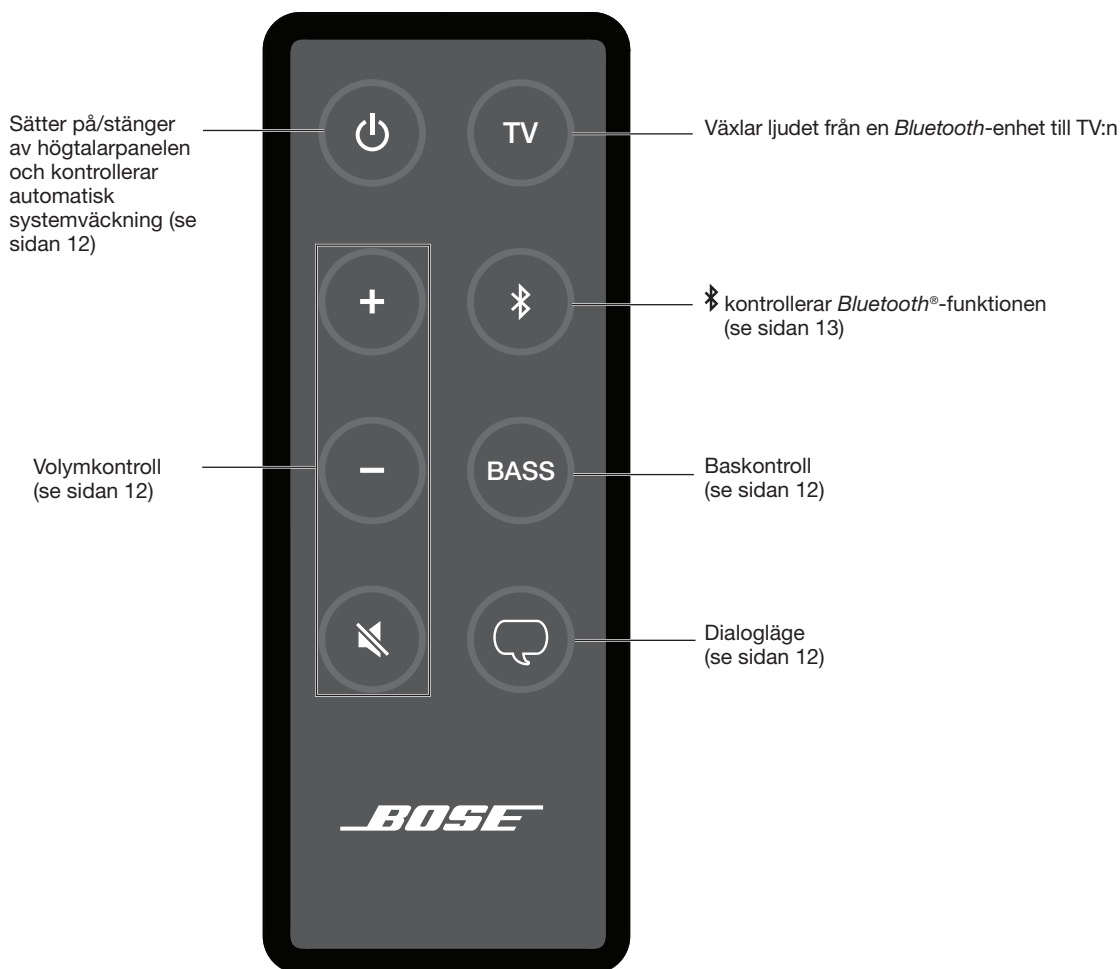 Sätter på/stänger
av högtalarpanelen
och kontrollerar
automatisk
systemväckning (se
sidan 12)
TV
Växlar ljudet från en Bluetooth-enhet till TV:n
+
kontrollerar Bluetooth®-funktionen
(se sidan 13)
Volymkontroll
(se sidan 12)
–
BASS
Baskontroll
(se sidan 12)
Dialogläge
(se sidan 12)
BOSE